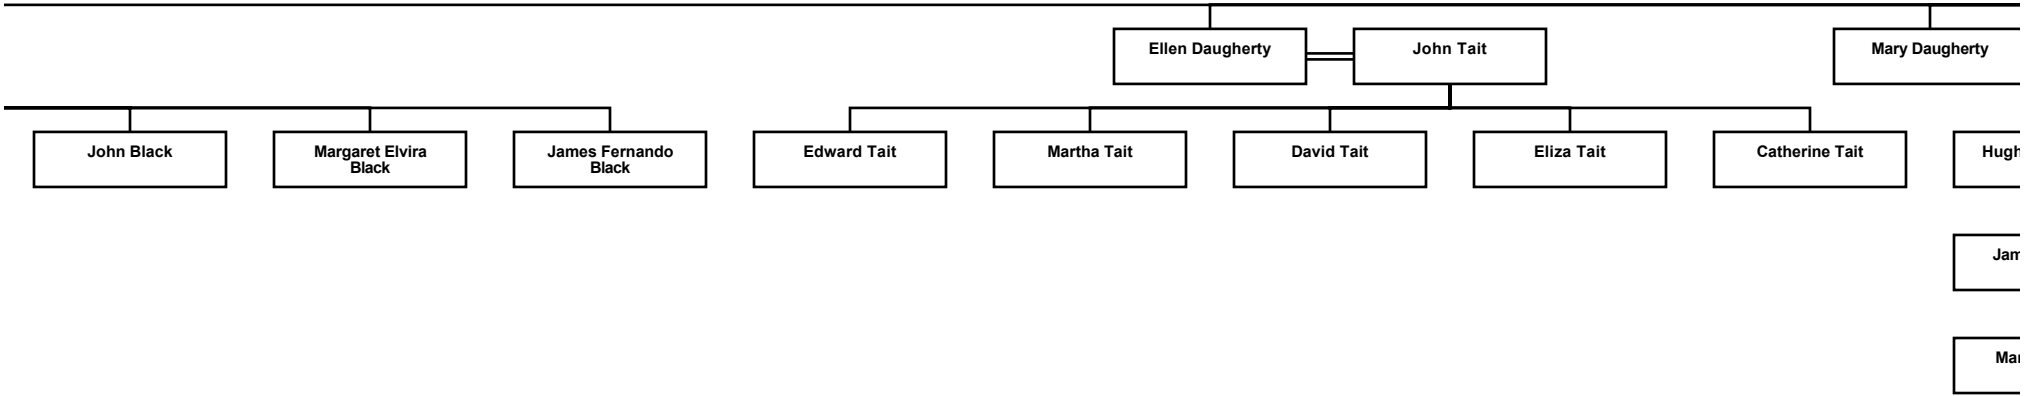 Ellen Daugherty
John Tait
Mary Daugherty
John Black
Margaret Elvira
Black
James Fernando
Black
Edward Tait
Martha Tait
David Tait
Eliza Tait
Catherine Tait
Hugh